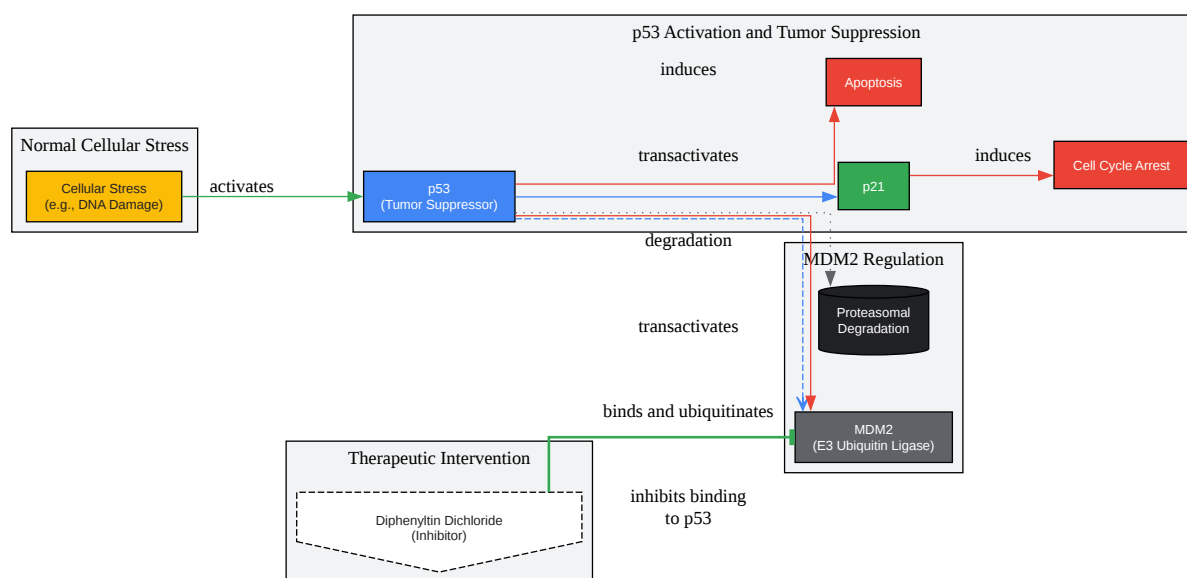 p53 Activation and Tumor Suppression
induces
Apoptosis
Normal Cellular Stress
transactivates
induces
Cell Cycle Arrest
Cellular Stress
(e.g., DNA Damage)
activates
p53
(Tumor Suppressor)
p21
degradation
MDM2 Regulation
Proteasomal
Degradation
transactivates
binds and ubiquitinates
MDM2
(E3 Ubiquitin Ligase)
Therapeutic Intervention
inhibits binding
to p53
Diphenyltin Dichloride
(Inhibitor)